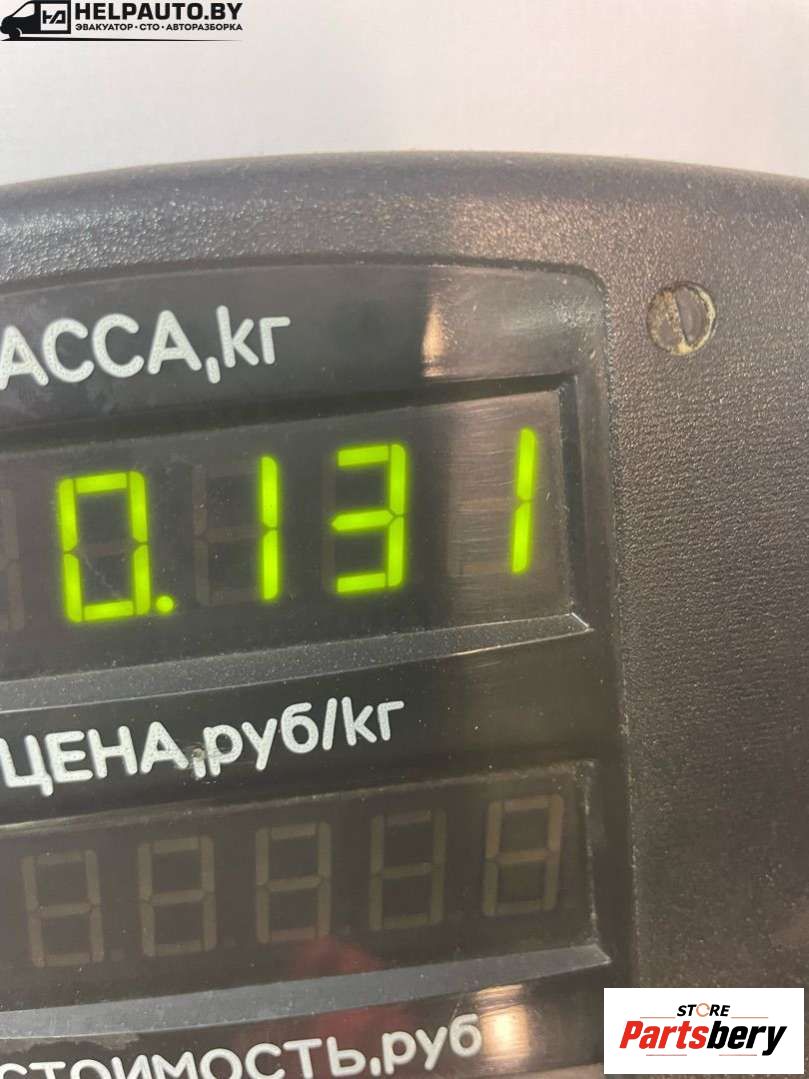 HELPAUTO.BY
ЭВАКУАТОР • СТО • АВТОРАЗБОРКА
АССА,кг
0.131
ЦЕНА,руб/кг
стоимость,руб
STORE
Partsbery